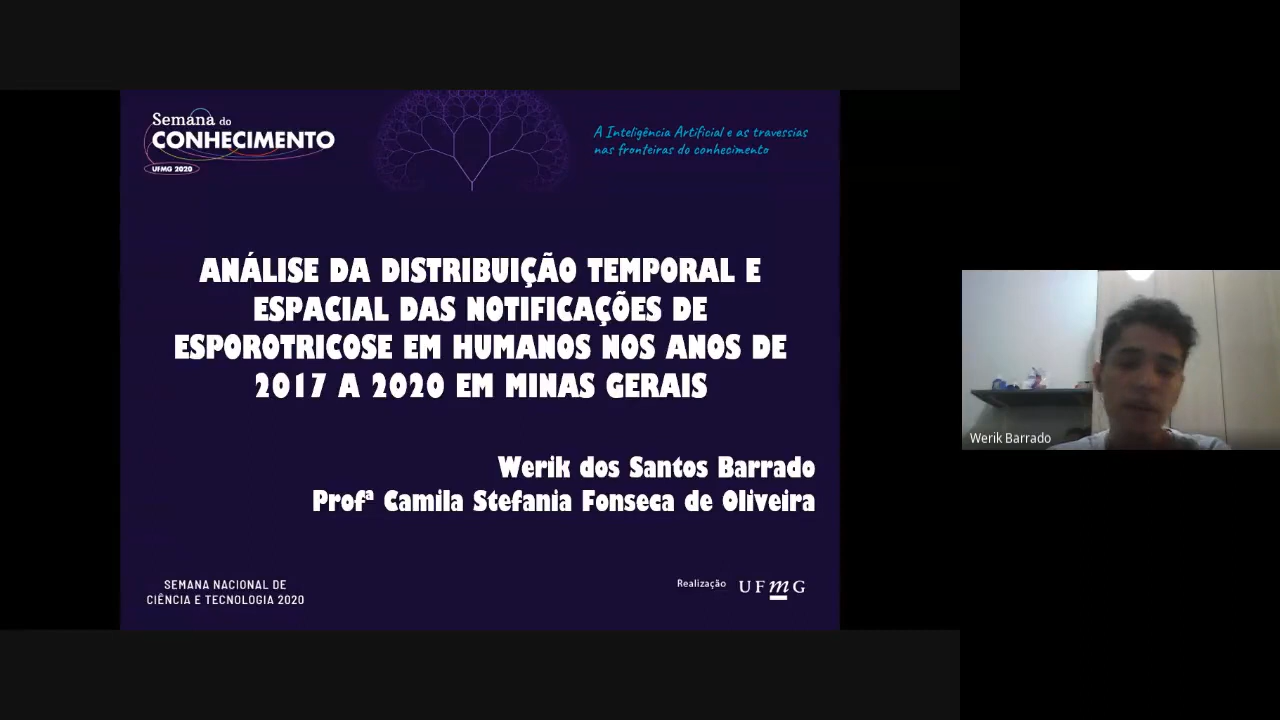 Semana do
CONHECIMENTO
UFMG 2020
A Inteligência Artificial e as travessias
nas fronteiras do conhecimento
ANÁLISE DA DISTRIBUIÇÃO TEMPORAL E
ESPACIAL DAS NOTIFICAÇÕES DE
ESPOROTRICOSE EM HUMANOS NOS ANOS DE
2017 A 2020 EM MINAS GERAIS
Werik dos Santos Barrado
Profª Camila Stefania Fonseca de Oliveira
SEMANA NACIONAL DE
CIÊNCIA E TECNOLOGIA 2020
Realização
UFmG
Werik Barrado